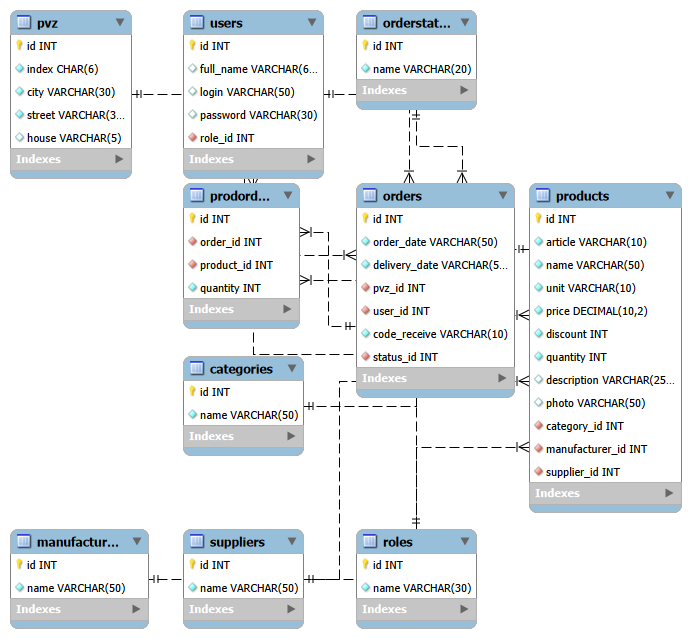 pvz
id INT
index CHAR(6)
city VARCHAR(30)
street VARCHAR(3...
house VARCHAR(5)
Indexes
users
id INT
full_name VARCHAR(6...
login VARCHAR(50)
password VARCHAR(30)
role_id INT
Indexes
orderstat...
id INT
name VARCHAR(20)
Indexes
prodord...
id INT
order_id INT
product_id INT
quantity INT
Indexes
orders
id INT
order_date VARCHAR(50)
delivery_date VARCHAR(5...
pvz_id INT
user_id INT
code_receive VARCHAR(10)
status_id INT
Indexes
products
id INT
article VARCHAR(10)
name VARCHAR(50)
unit VARCHAR(10)
price DECIMAL(10,2)
discount INT
quantity INT
description VARCHAR(25...
photo VARCHAR(50)
category_id INT
manufacturer_id INT
supplier_id INT
Indexes
categories
id INT
name VARCHAR(50)
Indexes
manufactur...
id INT
name VARCHAR(50)
Indexes
suppliers
id INT
name VARCHAR(50)
Indexes
roles
id INT
name VARCHAR(30)
Indexes